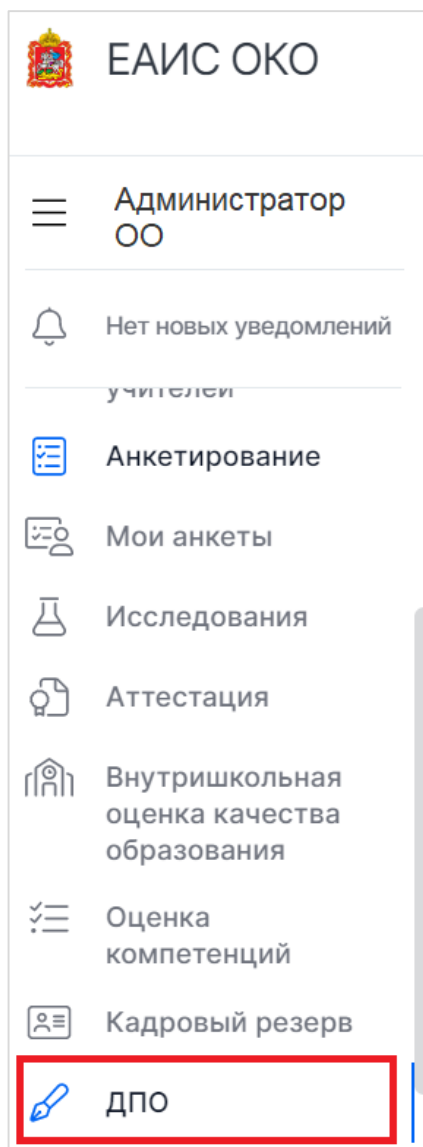 ЕАИС ОКО
Администратор
ОО
Нет новых уведомлений
учителей
Анкетирование
Мои анкеты
Исследования
Аттестация
Внутришкольная
оценка качества
образования
Оценка
компетенций
Кадровый резерв
ДПО